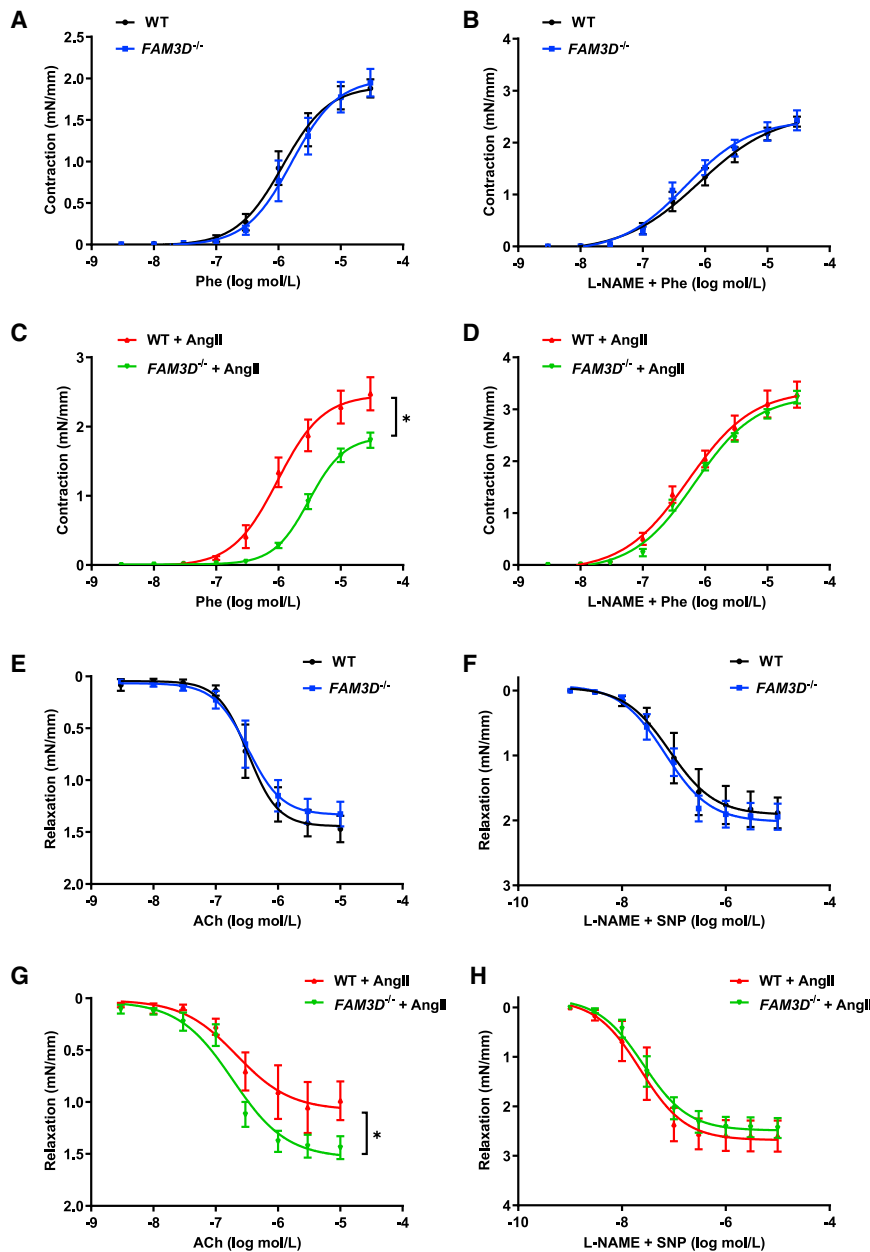 A
WT
FAM3D-/-
2.5
2.0
1.5
1.0
0.5
0
Contraction (mN/mm)
-9 -8 -7 -6 -5 -4
Phe (log mol/L)
B
WT
FAM3D-/-
4
3
2
1
0
Contraction (mN/mm)
-9 -8 -7 -6 -5 -4
L-NAME + Phe (log mol/L)
C
WT + AngII
FAM3D-/- + AngII
3
2
1
0
Contraction (mN/mm)
*
-9 -8 -7 -6 -5 -4
Phe (log mol/L)
D
WT + AngII
FAM3D-/- + AngII
4
3
2
1
0
Contraction (mN/mm)
-9 -8 -7 -6 -5 -4
L-NAME + Phe (log mol/L)
E
WT
FAM3D-/-
0
0.5
1.0
1.5
2.0
Relaxation (mN/mm)
-9 -8 -7 -6 -5 -4
ACh (log mol/L)
F
WT
FAM3D-/-
0
1
2
3
Relaxation (mN/mm)
-10 -8 -6 -4
L-NAME + SNP (log mol/L)
G
WT + AngII
FAM3D-/- + AngII
0
0.5
1.0
1.5
2.0
Relaxation (mN/mm)
*
-9 -8 -7 -6 -5 -4
ACh (log mol/L)
H
WT + AngII
FAM3D-/- + AngII
0
1
2
3
4
Relaxation (mN/mm)
-10 -8 -6 -4
L-NAME + SNP (log mol/L)